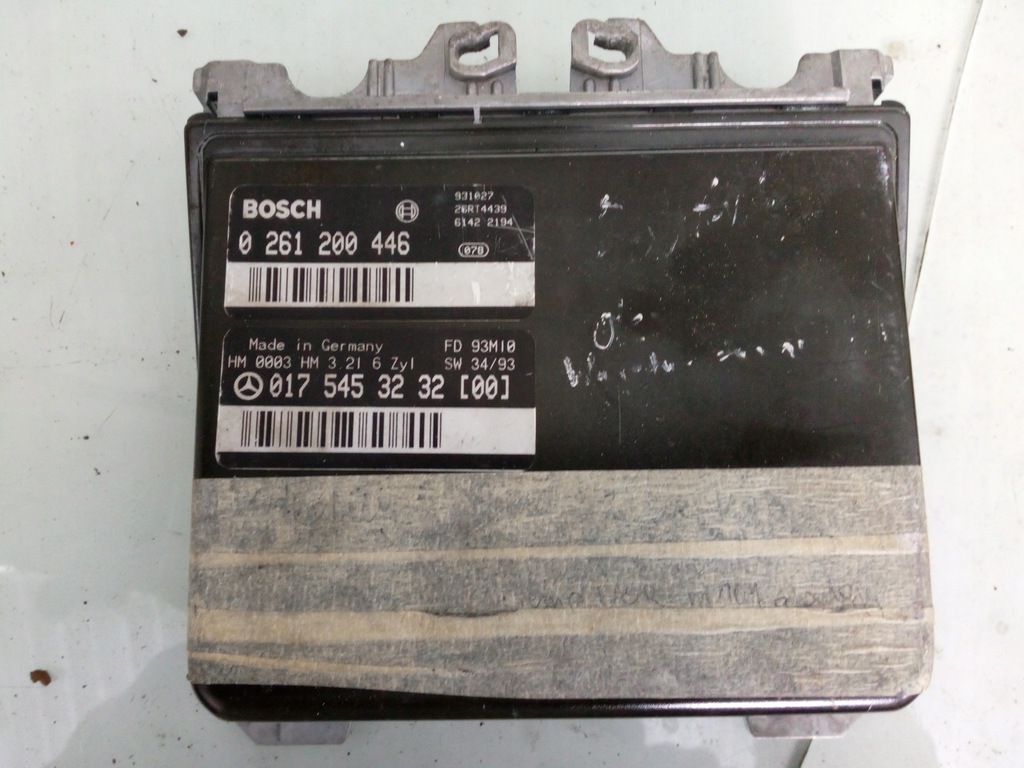 BOSCH
931027
26RT4439
6142 2194
0 261 200 446
078
Made in Germany FD 93M10
HM 0003 HM 3.2l 6 Zyl SW 34/93
017 545 32 32 [00]